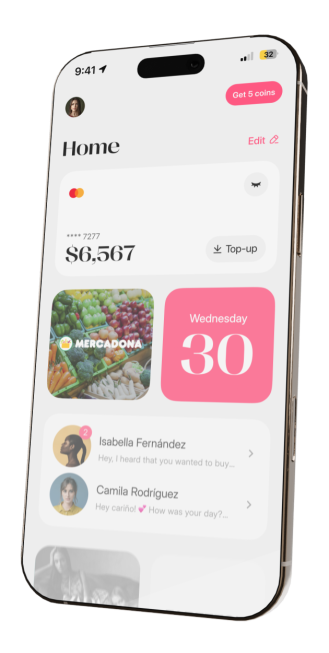 9:41
32
Get 5 coins
Home
Edit
**** 7277
$6,567
Top-up
MERCADONA
Wednesday
30
2
Isabella Fernández
Hey, I heard that you wanted to buy...
Camila Rodríguez
Hey cariño! 💕 How was your day?...